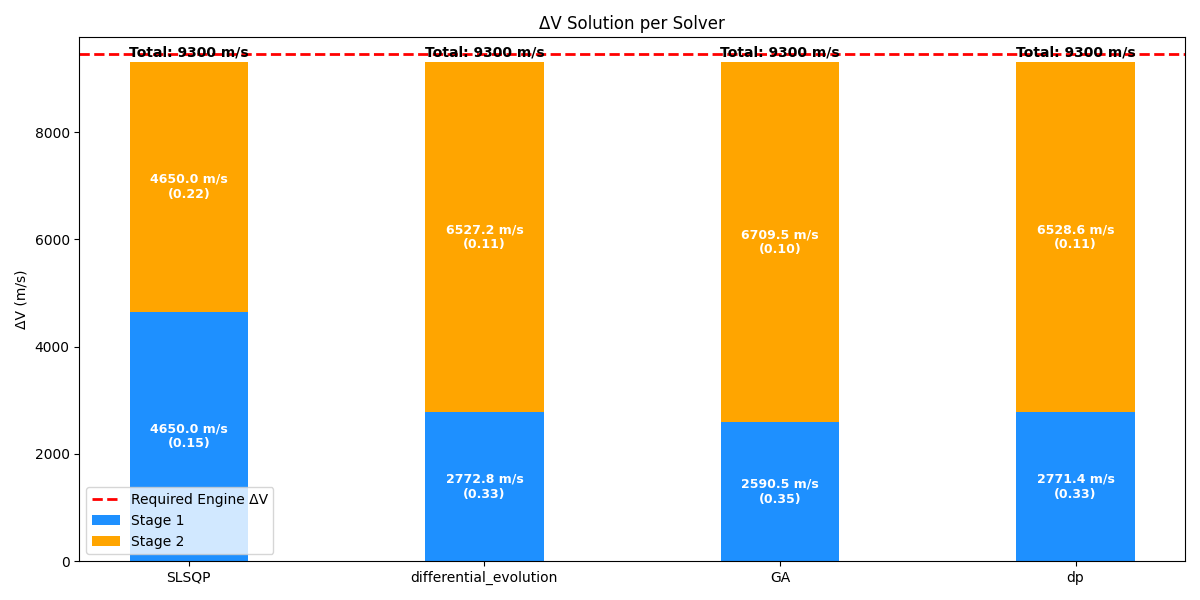 ΔV Solution per Solver
Total: 9300 m/s
Total: 9300 m/s
Total: 9300 m/s
Total: 9300 m/s
8000
6000
4000
2000
0
ΔV (m/s)
4650.0 m/s
(0.22)
4650.0 m/s
(0.15)
6527.2 m/s
(0.11)
2772.8 m/s
(0.33)
6709.5 m/s
(0.10)
2590.5 m/s
(0.35)
6528.6 m/s
(0.11)
2771.4 m/s
(0.33)
Required Engine ΔV
Stage 1
Stage 2
SLSQP
differential_evolution
GA
dp